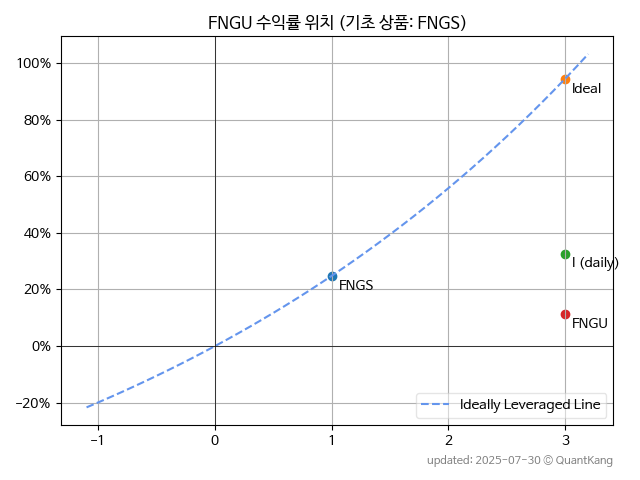 FNGU 수익률 위치 (기초 상품: FNGS)
100%
80%
60%
40%
20%
0%
−20%
Ideal
I (daily)
FNGS
FNGU
Ideally Leveraged Line
−1
0
1
2
3
updated: 2025-07-30 © QuantKang